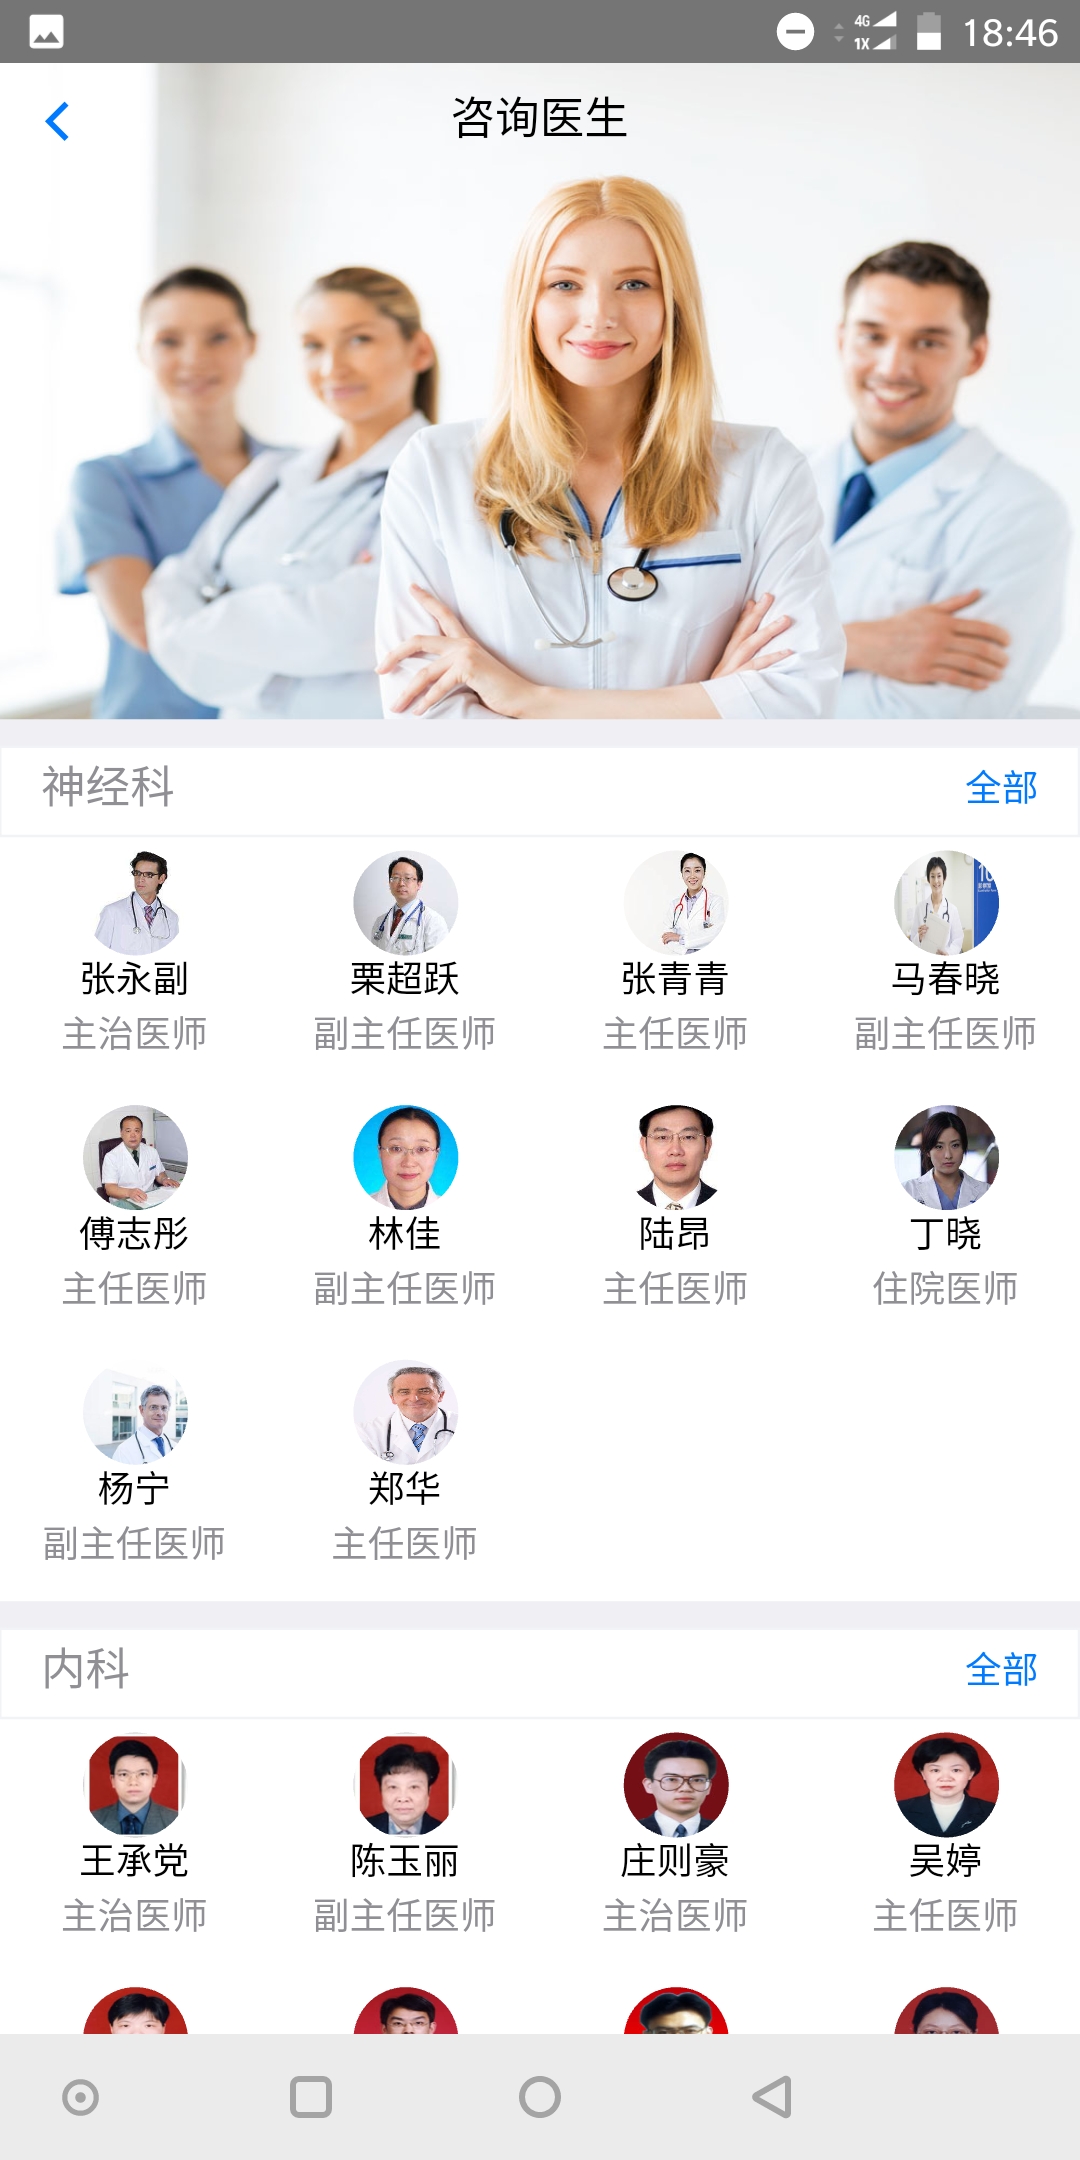 4G
1X
18:46
咨询医生
神经科 全部
张永副 栗超跃 张青青 马春晓
主治医师 副主任医师 主任医师 副主任医师
傅志彤 林佳 陆昂 丁晓
主任医师 副主任医师 主任医师 住院医师
杨宁 郑华
副主任医师 主任医师
内科 全部
王承党 陈玉丽 庄则豪 吴婷
主治医师 副主任医师 主治医师 主任医师